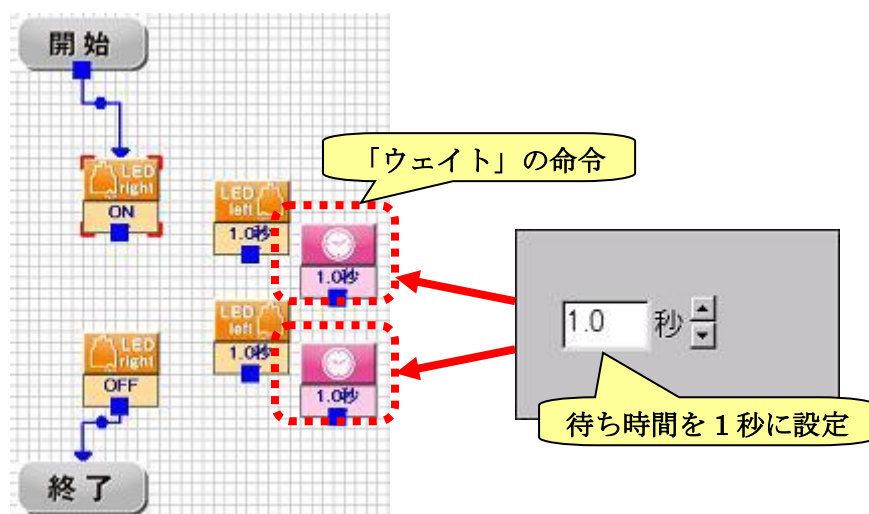 開始
LED
right
ON
「ウェイト」の命令
LED
left
1.0秒
1.0秒
LED
left
1.0秒
1.0秒
LED
right
OFF
終了
1.0 秒
待ち時間を1秒に設定